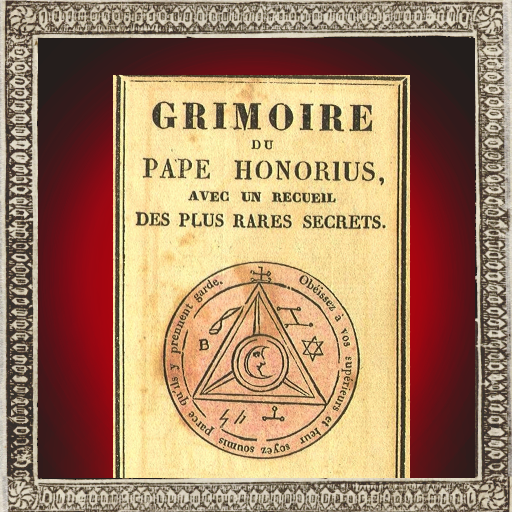 GRIMOIRE
DU
PAPE HONORIUS,
AVEC UN RECUEIL
DES PLUS RARES SECRETS.
Obéissez à vos supérieurs et leur soyez soumis parce qu'ils y prennent garde.
B